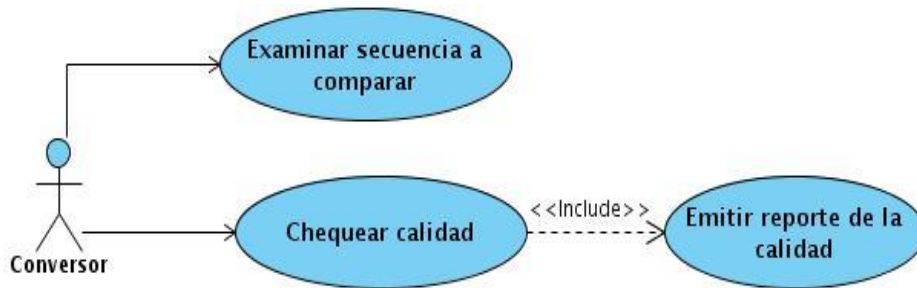 Examinar secuencia a
comparar
Conversor
Chequear calidad
<<Include>>
Emitir reporte de la
calidad